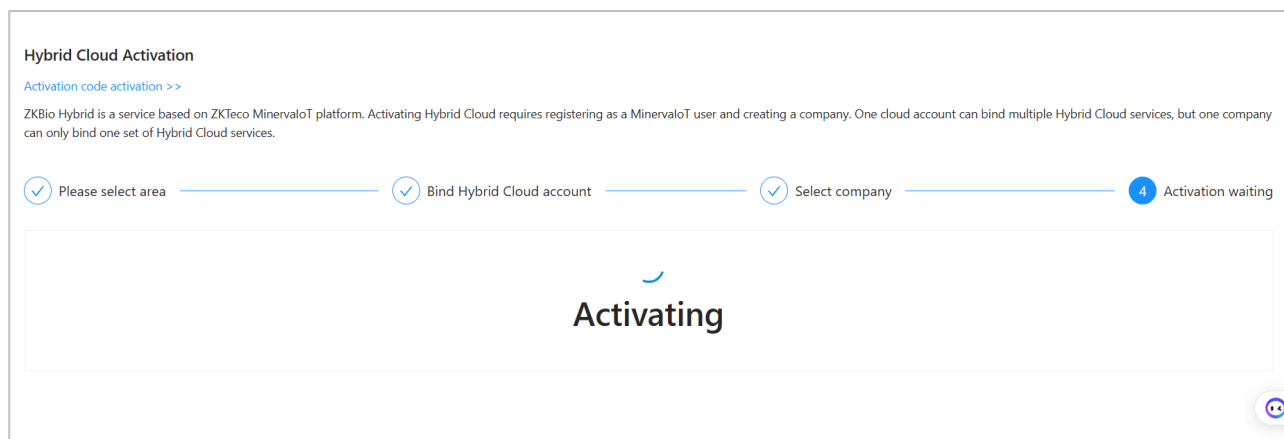 Hybrid Cloud Activation
Activation code activation >>
ZKBio Hybrid is a service based on ZKTeco MinervaIoT platform. Activating Hybrid Cloud requires registering as a MinervaIoT user and creating a company. One cloud account can bind multiple Hybrid Cloud services, but one company
can only bind one set of Hybrid Cloud services.
Please select area Bind Hybrid Cloud account Select company 4 Activation waiting
Activating